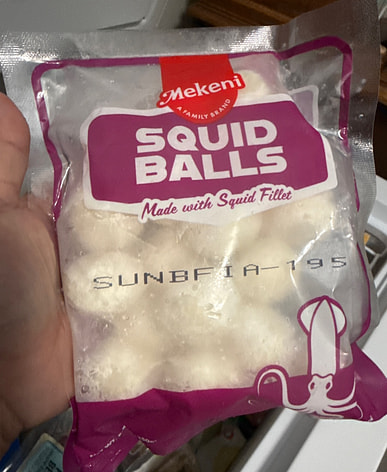 Mekeni
A FAMILY BRAND
SQUID
BALLS
Made with Squid Fillet
SUNBFIA-195